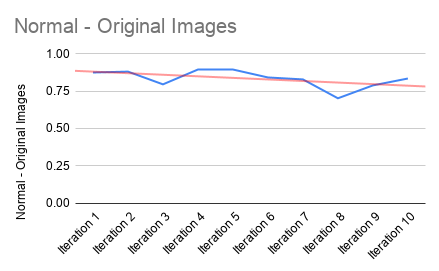 Normal - Original Images
Normal - Original Images
1.00
0.75
0.50
0.25
0.00
Iteration 1
Iteration 2
Iteration 3
Iteration 4
Iteration 5
Iteration 6
Iteration 7
Iteration 8
Iteration 9
Iteration 10